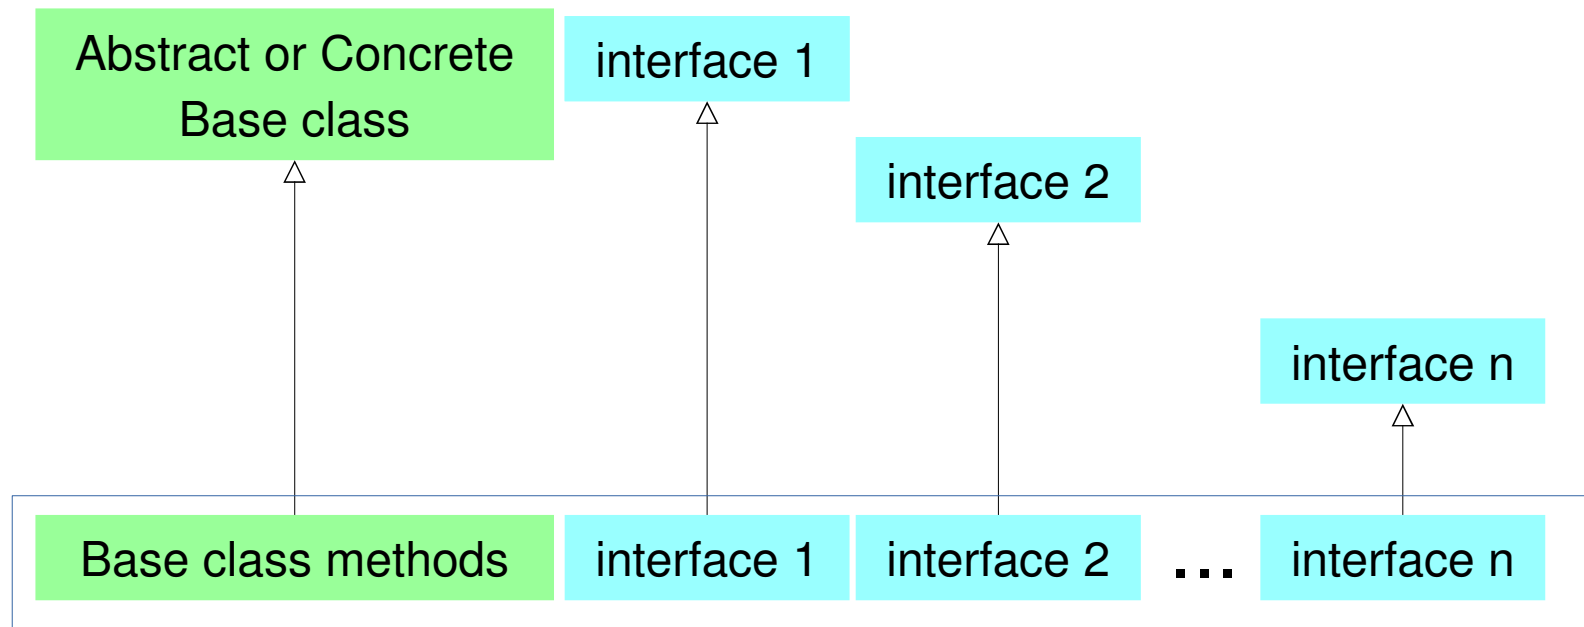 Abstract or Concrete
Base class
interface 1
interface 2
interface n
Base class methods
interface 1
interface 2
...
interface n